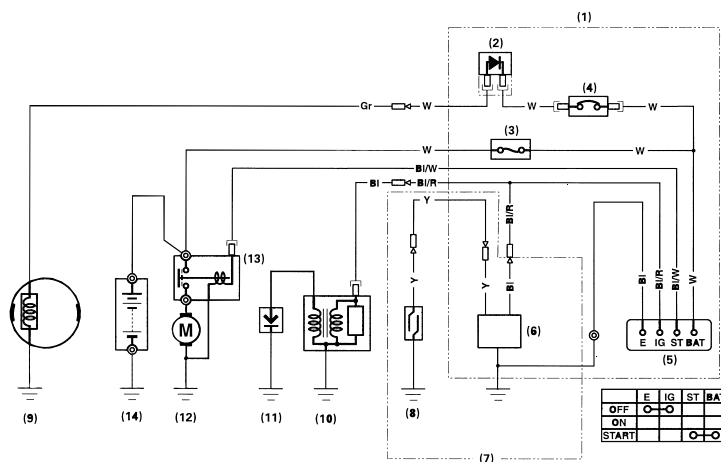 (1)
(2)
(4)
Gr W W W
(3)
W W
Bl/W
Bl Bl/R
Y
Bl/R
(13)
Y Y Bl
Bl Bl/R Bl/W W
M
(6)
E IG ST BAT
(5)
(9) (14) (12) (11) (10) (8)
(7)
E IG ST BAT
OFF
ON
START